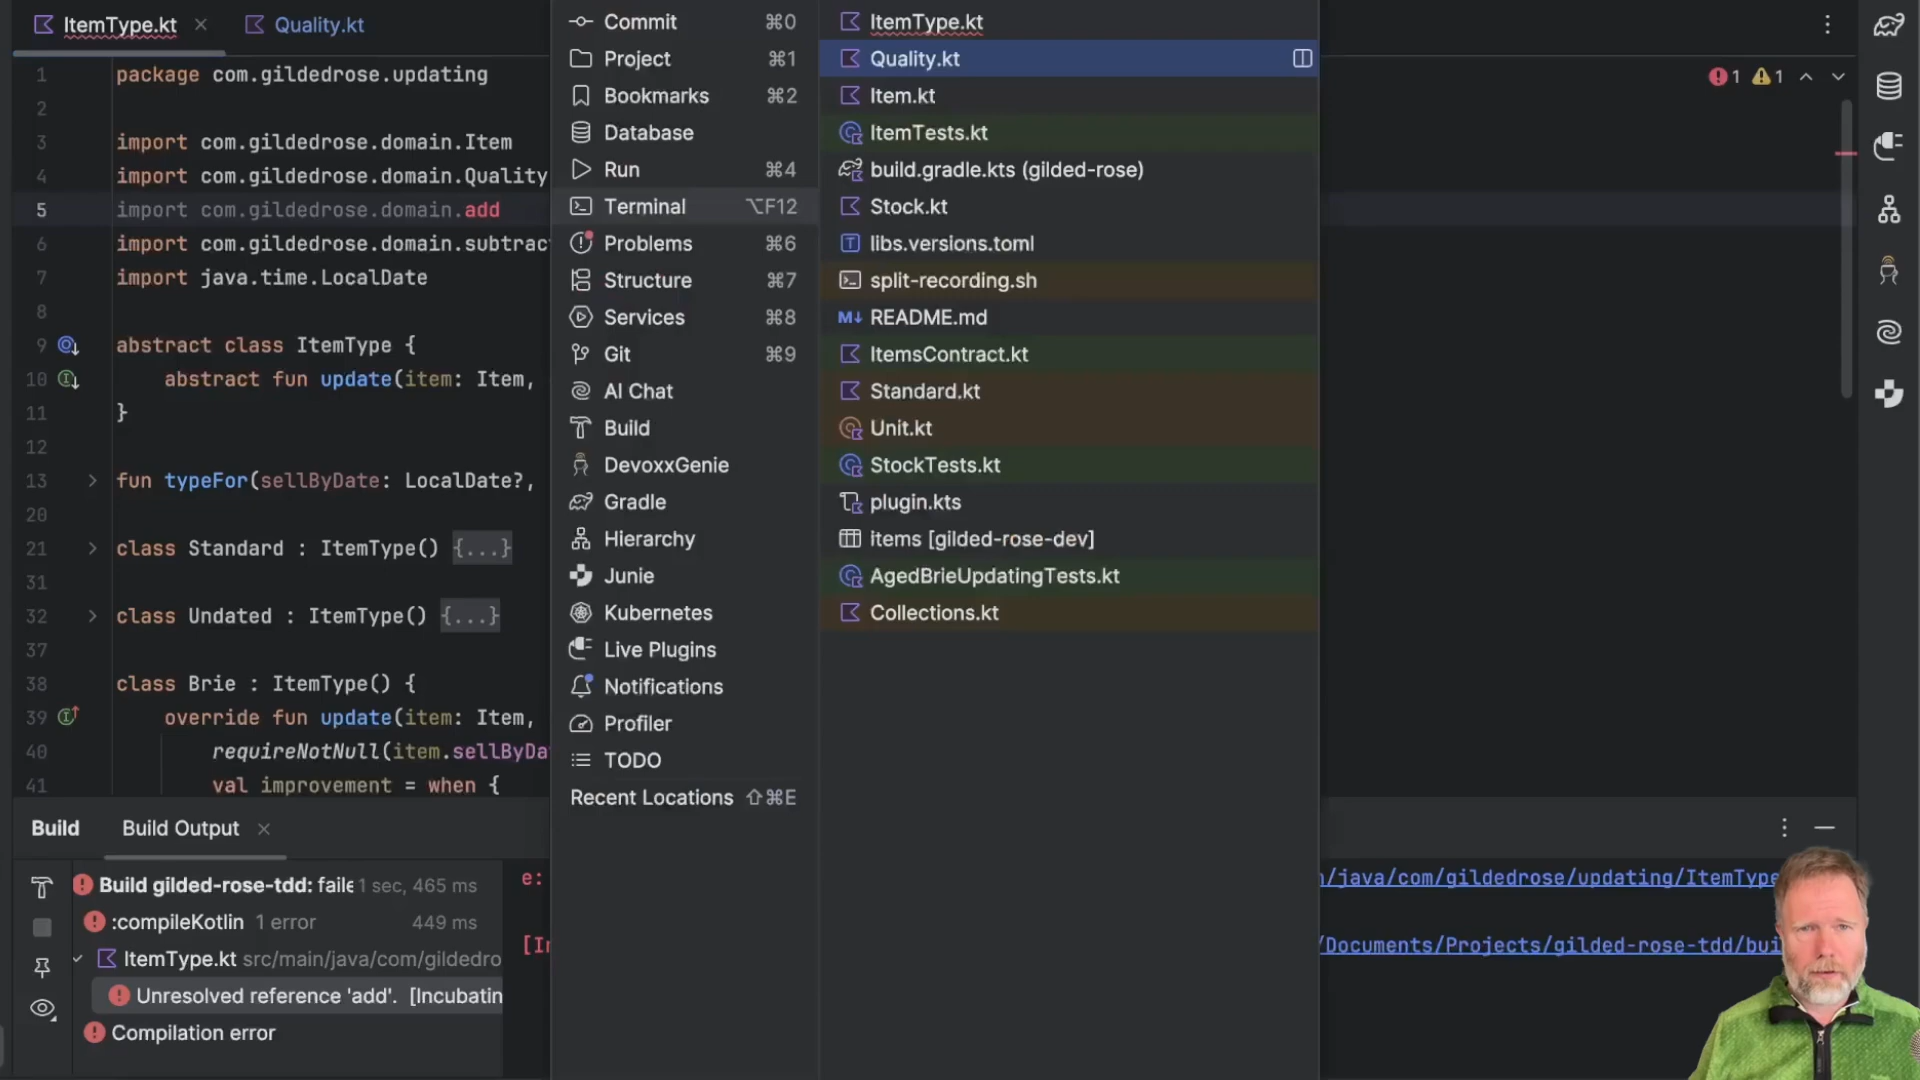 ItemType.kt
Quality.kt
1 package com.gildedrose.updating
2
3 import com.gildedrose.domain.Item
4 import com.gildedrose.domain.Quality
5 import com.gildedrose.domain.add
6 import com.gildedrose.domain.subtract
7 import java.time.LocalDate
8
9 abstract class ItemType {
10 abstract fun update(item: Item,
11 }
12
13 fun typeFor(sellByDate: LocalDate?,
20
21 class Standard : ItemType() {...}
31
32 class Undated : ItemType() {...}
37
38 class Brie : ItemType() {
39 override fun update(item: Item,
40 requireNotNull(item.sellByDa
41 val improvement = when {
Commit ⌘0
Project ⌘1
Bookmarks ⌘2
Database
Run ⌘4
Terminal ⌥F12
Problems ⌘6
Structure ⌘7
Services ⌘8
Git ⌘9
AI Chat
Build
DevoxxGenie
Gradle
Hierarchy
Junie
Kubernetes
Live Plugins
Notifications
Profiler
TODO
Recent Locations ⇧⌘E
ItemType.kt
Quality.kt
Item.kt
ItemTests.kt
build.gradle.kts (gilded-rose)
Stock.kt
libs.versions.toml
split-recording.sh
M↓ README.md
ItemsContract.kt
Standard.kt
Unit.kt
StockTests.kt
plugin.kts
items [gilded-rose-dev]
AgedBrieUpdatingTests.kt
Collections.kt
1 1
Build Build Output
Build gilded-rose-tdd: faile 1 sec, 465 ms
:compileKotlin 1 error 449 ms
ItemType.kt src/main/java/com/gildedro
Unresolved reference 'add'. [Incubatin
Compilation error
e:
/java/com/gildedrose/updating/ItemType
[In
/Documents/Projects/gilded-rose-tdd/bui